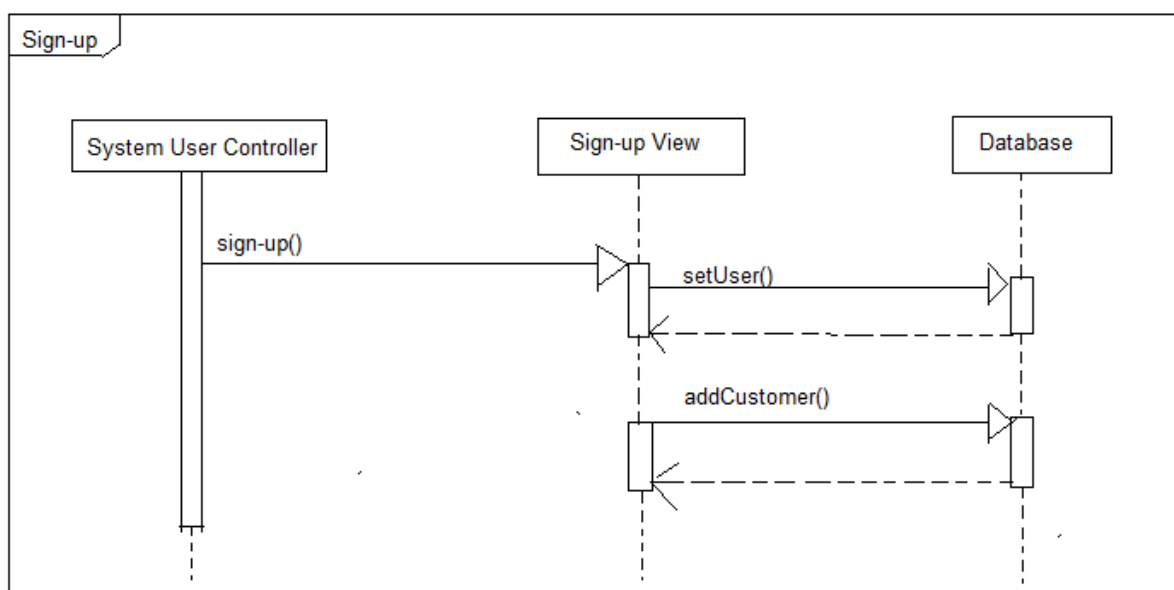 Sign-up
System User Controller
Sign-up View
Database
sign-up()
setUser()
addCustomer()